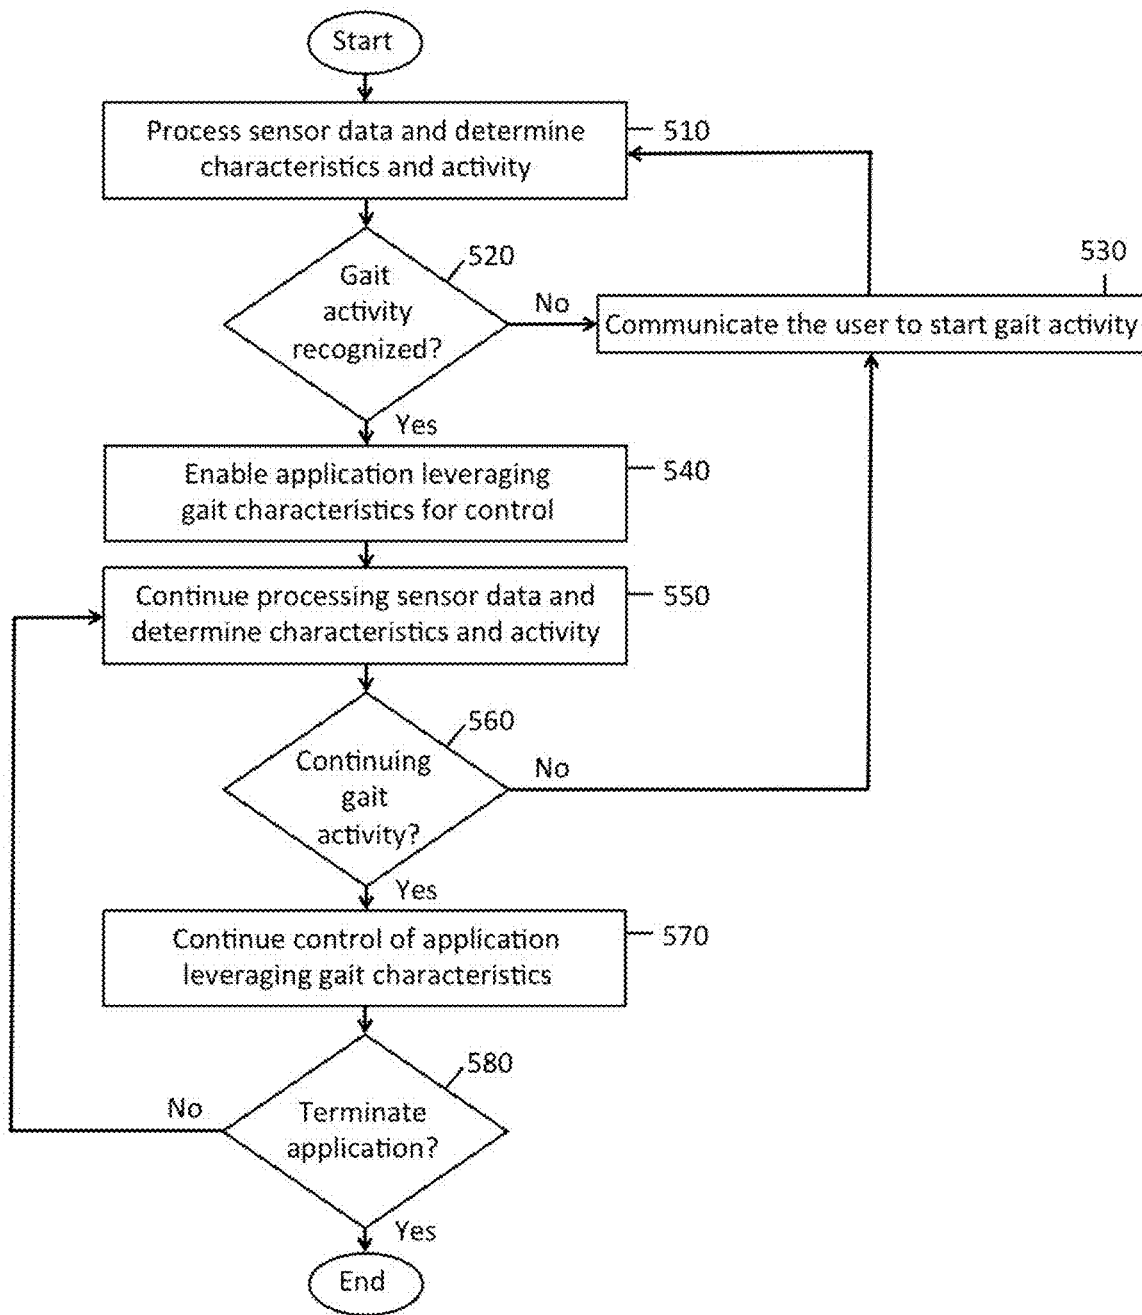 Start
Process sensor data and determine
characteristics and activity
510
Gait
activity
recognized?
520
No
530
Communicate the user to start gait activity
Yes
Enable application leveraging
gait characteristics for control
540
Continue processing sensor data and
determine characteristics and activity
550
Continuing
gait
activity?
560
No
Yes
Continue control of application
leveraging gait characteristics
570
Terminate
application?
580
No
Yes
End